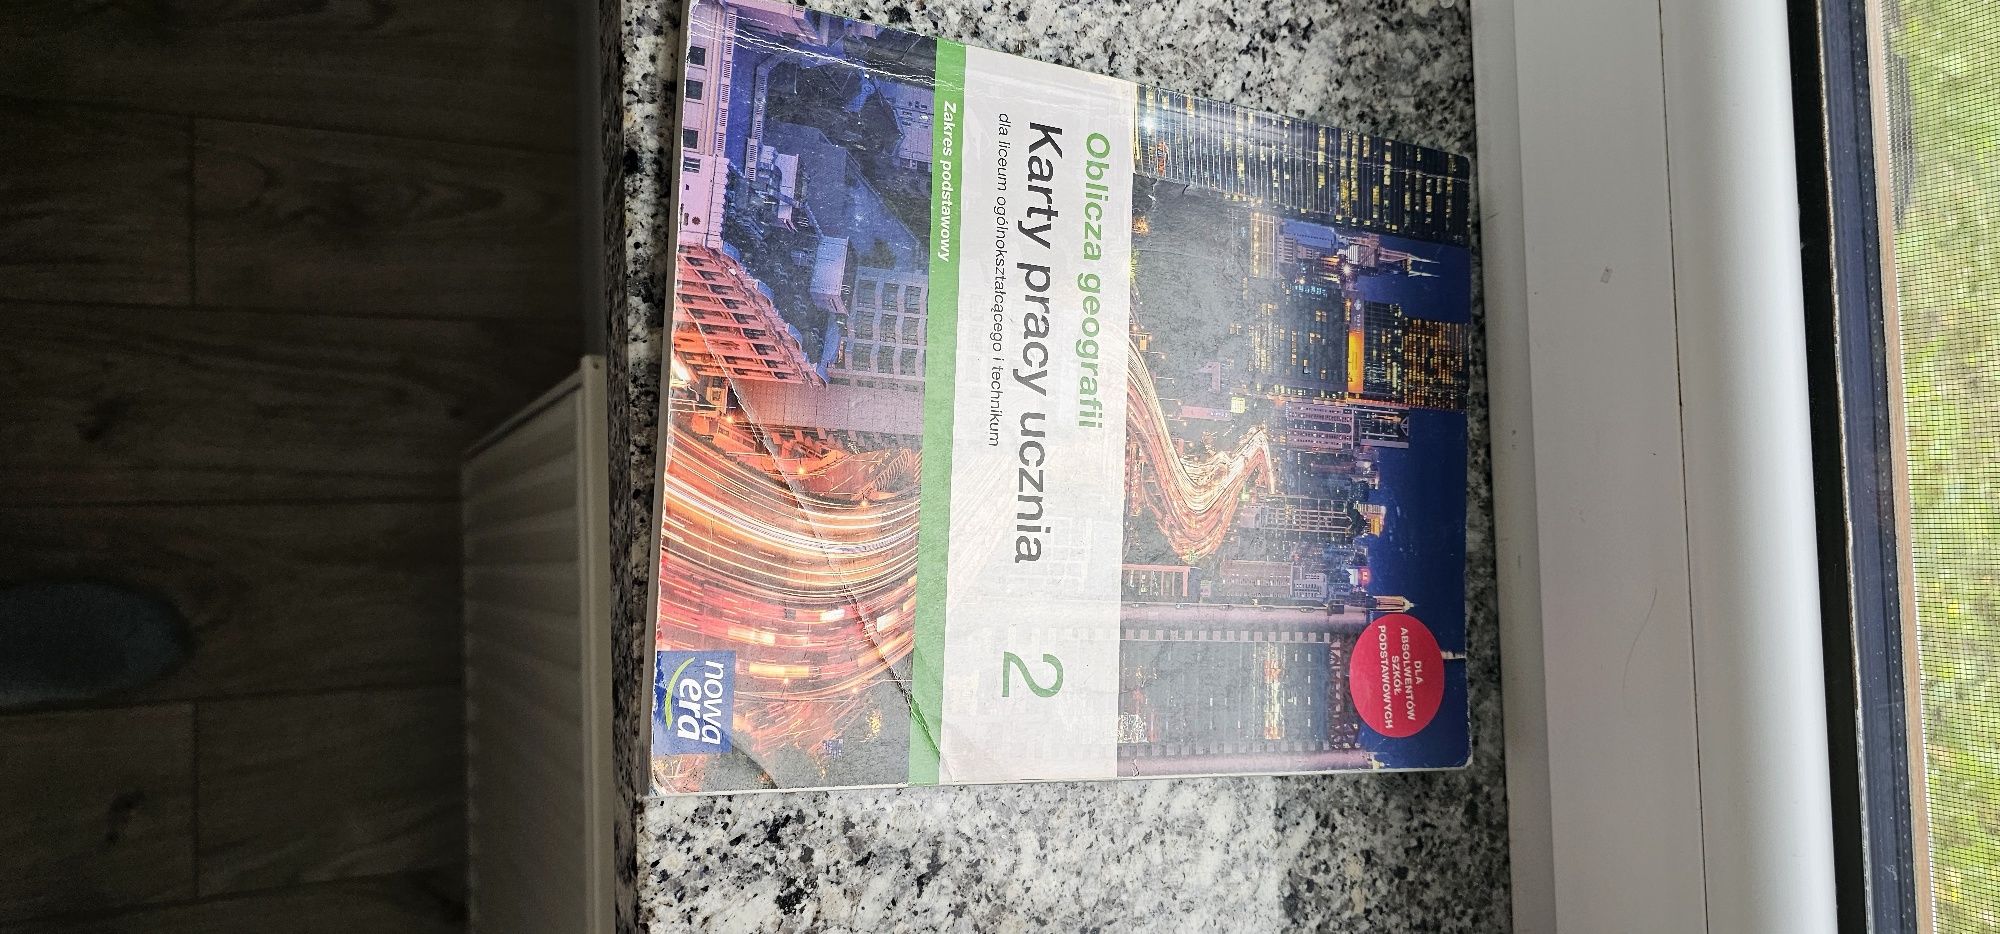 DLA
ABSOLWENTÓW
SZKÓŁ
PODSTAWOWYCH
Oblicza geografii
Karty pracy ucznia 2
dla liceum ogólnokształcącego i technikum
Zakres podstawowy
nowa
era